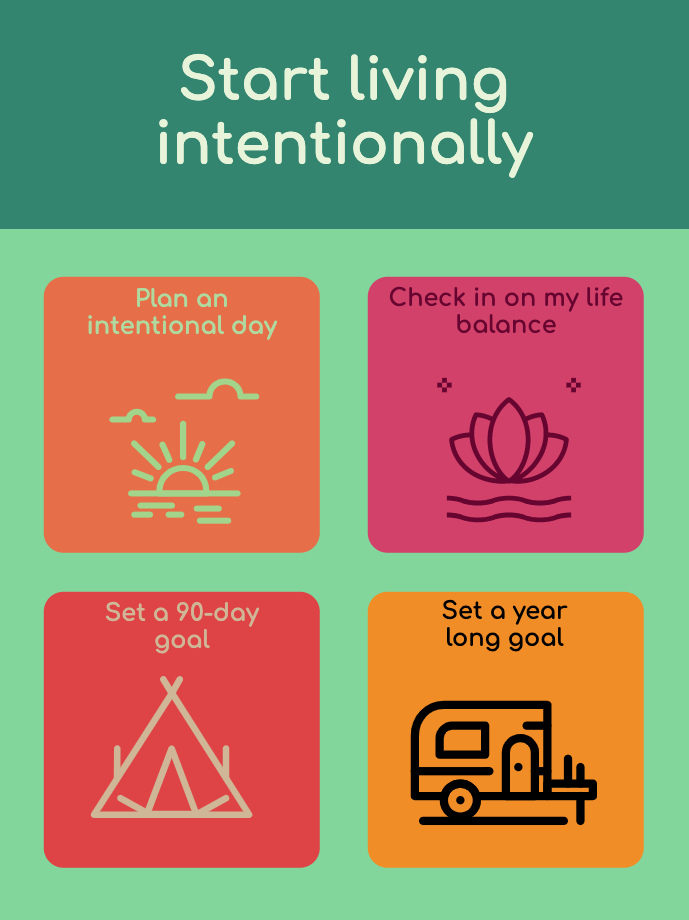 Start living
intentionally
Plan an
intentional day
Check in on my life
balance
Set a 90-day
goal
Set a year
long goal